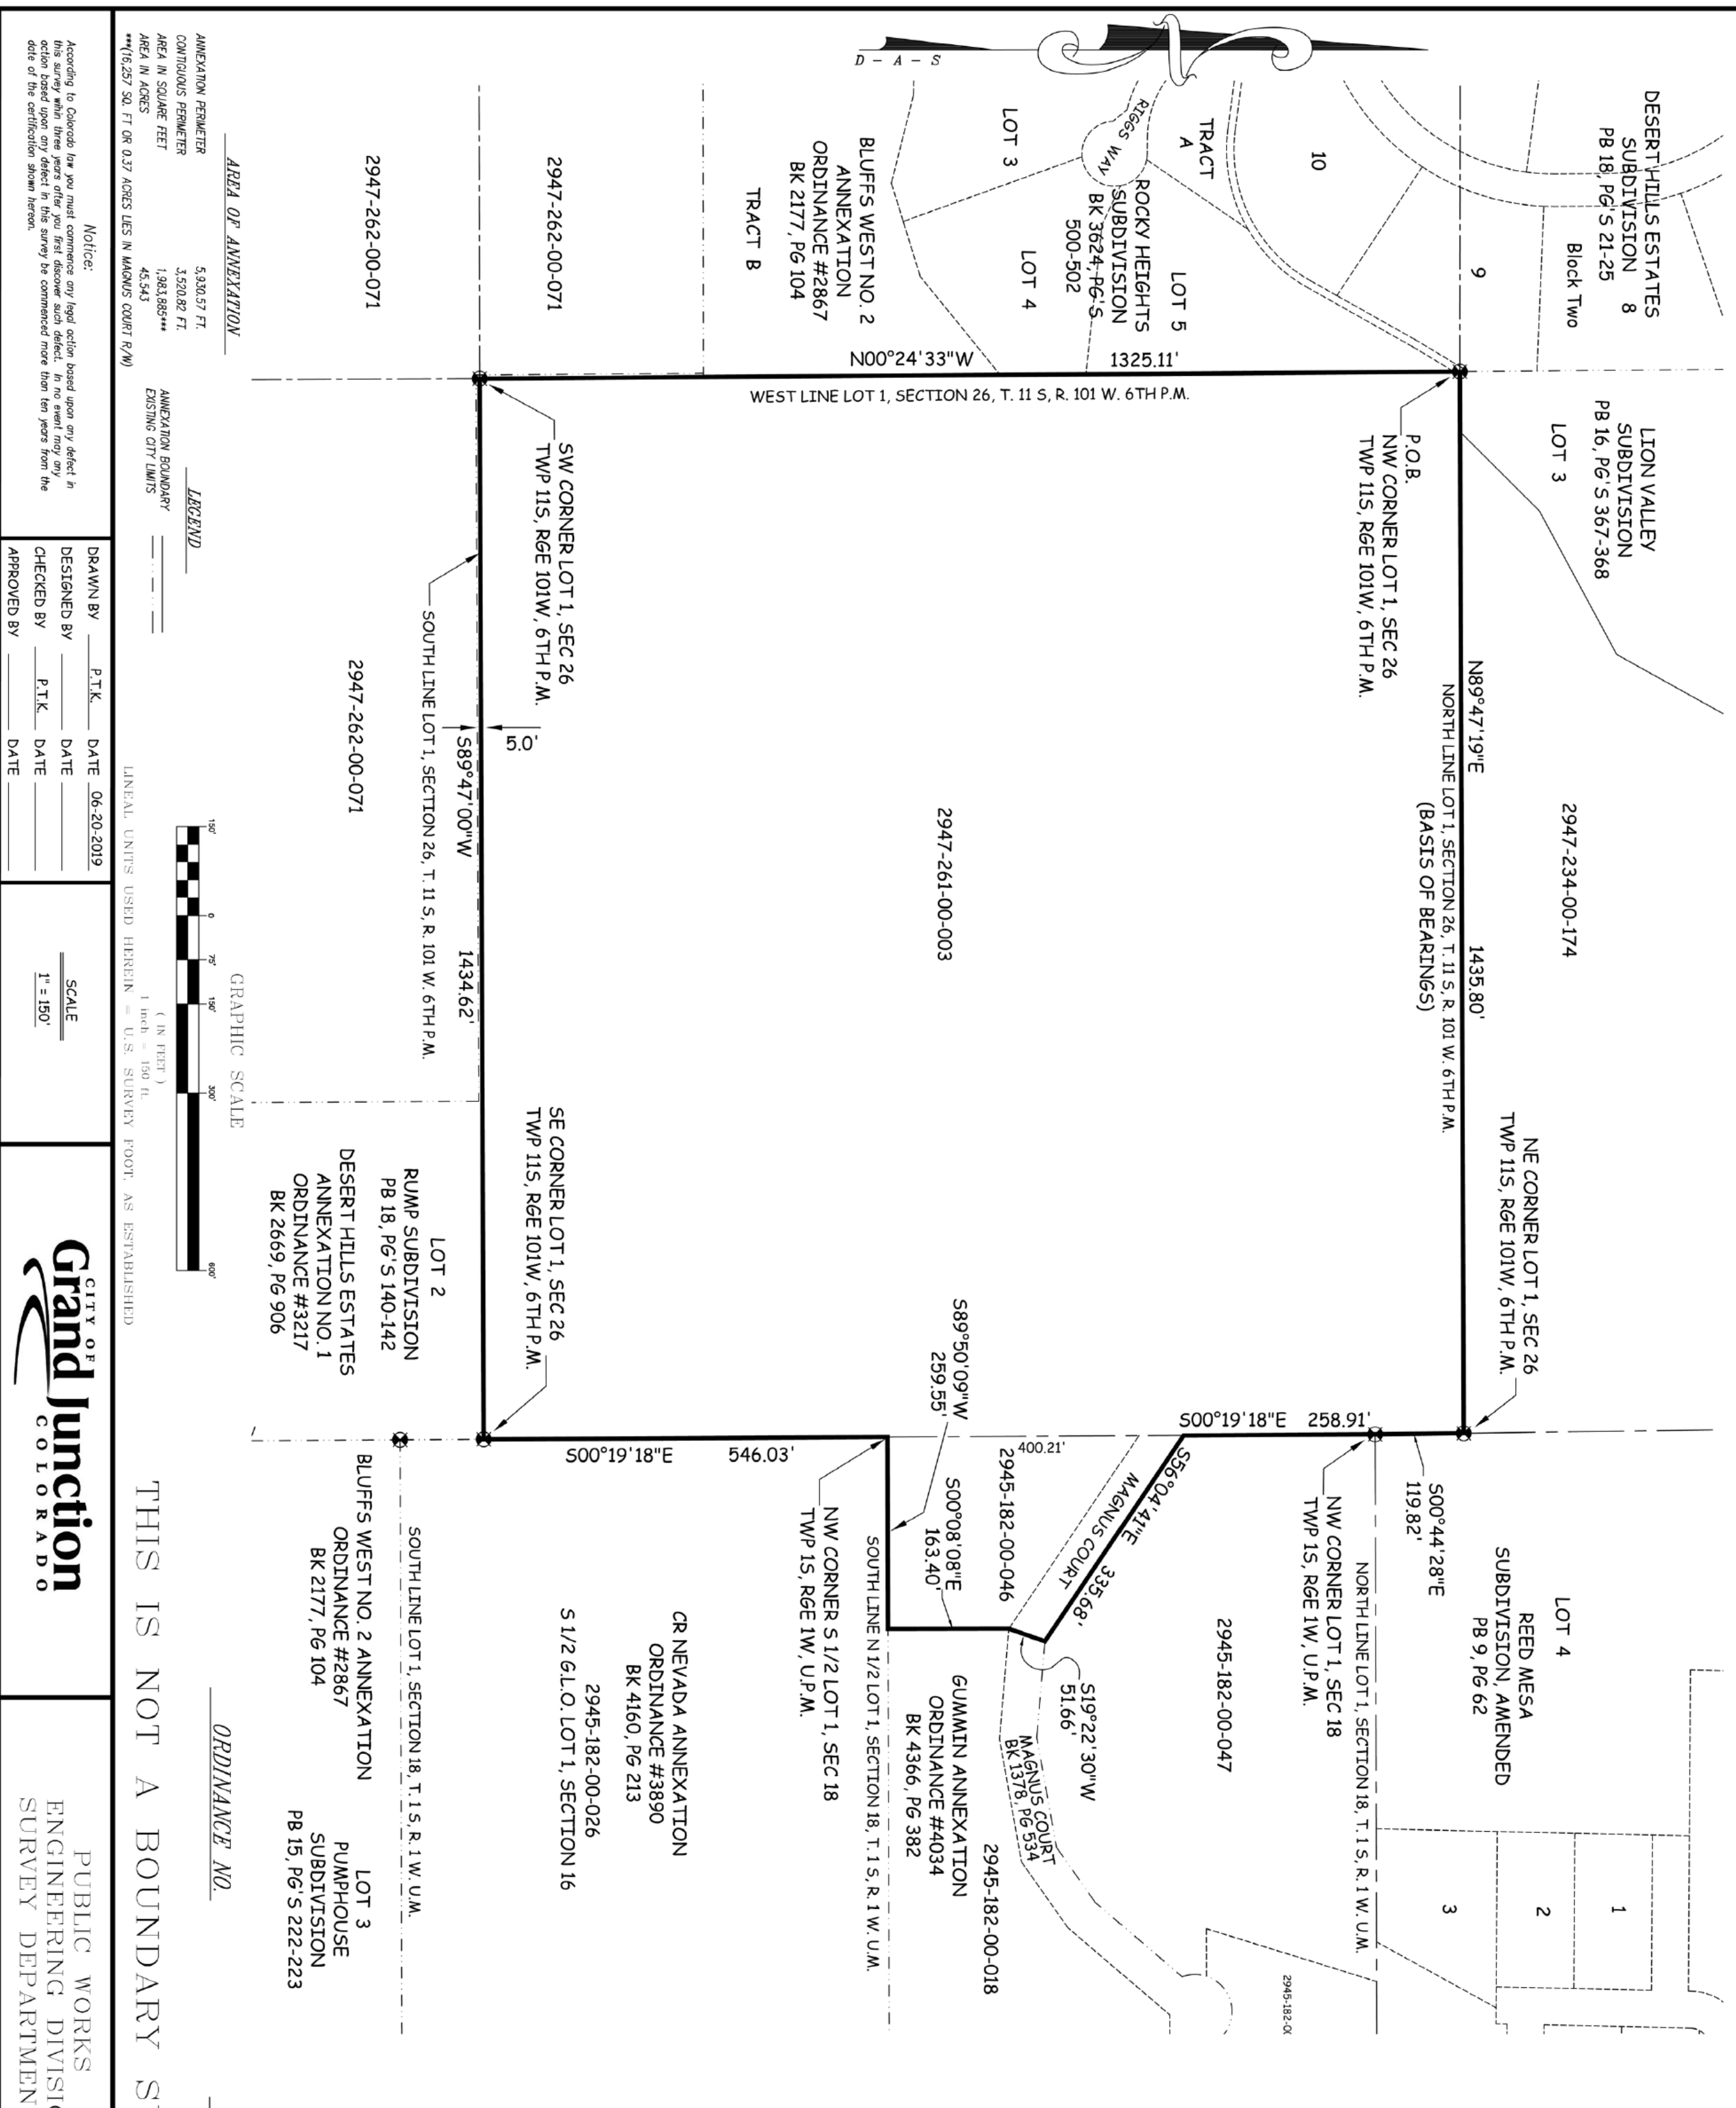 DESERT HILLS ESTATES
SUBDIVISION 8
PB 18, PG'S 21-25
Block Two
9
10
TRACT
A
RIGGS WAY
LOT 5
ROCKY HEIGHTS
SUBDIVISION
BK 3624, PG'S
500-502
LOT 3
LOT 4
BLUFFS WEST NO. 2
ANNEXATION
ORDINANCE #2867
BK 2177, PG 104
TRACT B
D - A - S
2947-262-00-071
2947-262-00-071
N00°24'33"W 1325.11'
WEST LINE LOT 1, SECTION 26, T. 11 S, R. 101 W. 6TH P.M.
LION VALLEY
SUBDIVISION
PB 16, PG'S 367-368
LOT 3
P.O.B.
NW CORNER LOT 1, SEC 26
TWP 11S, RGE 101W, 6TH P.M.
2947-234-00-174
N89°47'19"E 1435.80'
NORTH LINE LOT 1, SECTION 26, T. 11 S, R. 101 W. 6TH P.M.
(BASIS OF BEARINGS)
2947-261-00-003
NE CORNER LOT 1, SEC 26
TWP 11S, RGE 101W, 6TH P.M.
SW CORNER LOT 1, SEC 26
TWP 11S, RGE 101W, 6TH P.M.
5.0'
S89°47'00"W 1434.62'
SOUTH LINE LOT 1, SECTION 26, T. 11 S, R. 101 W. 6TH P.M.
2947-262-00-071
SE CORNER LOT 1, SEC 26
TWP 11S, RGE 101W, 6TH P.M.
LOT 2
RUMP SUBDIVISION
PB 18, PG'S 140-142
DESERT HILLS ESTATES
ANNEXATION NO. 1
ORDINANCE #3217
BK 2669, PG 906
S00°44'28"E
119.82'
S00°19'18"E 258.91'
S56°04'41"E 335.68'
MAGNUS COURT
400.21'
2945-182-00-046
S00°08'08"E
163.40'
S89°50'09"W
259.55'
S00°19'18"E 546.03'
LOT 4
REED MESA
SUBDIVISION, AMENDED
PB 9, PG 62
1
2
3
NORTH LINE LOT 1, SECTION 18, T. 1 S, R. 1 W. U.M.
NW CORNER LOT 1, SEC 18
TWP 1S, RGE 1W, U.P.M.
2945-182-00-047
S19°22'30"W
51.66'
MAGNUS COURT
BK 1378, PG 534
2945-182-00-018
GUMMIN ANNEXATION
ORDINANCE #4034
BK 4366, PG 382
SOUTH LINE N 1/2 LOT 1, SECTION 18, T. 1 S, R. 1 W. U.M.
NW CORNER S 1/2 LOT 1, SEC 18
TWP 1S, RGE 1W, U.P.M.
CR NEVADA ANNEXATION
ORDINANCE #3890
BK 4160, PG 213
2945-182-00-026
S 1/2 G.L.O. LOT 1, SECTION 16
SOUTH LINE LOT 1, SECTION 18, T. 1 S, R. 1 W. U.M.
BLUFFS WEST NO. 2 ANNEXATION
ORDINANCE #2867
BK 2177, PG 104
LOT 3
PUMPHOUSE
SUBDIVISION
PB 15, PG'S 222-223
AREA OF ANNEXATION
ANNEXATION PERIMETER 5,930.57 FT.
CONTIGUOUS PERIMETER 3,520.82 FT.
AREA IN SQUARE FEET 1,983,885***
AREA IN ACRES 45.543
***(16,257 SQ. FT OR 0.37 ACRES LIES IN MAGNUS COURT R/W)
LEGEND
ANNEXATION BOUNDARY
EXISTING CITY LIMITS
GRAPHIC SCALE
150' 0 75' 150' 300' 600'
( IN FEET )
1 inch = 150 ft.
LINEAL UNITS USED HEREIN = U.S. SURVEY FOOT, AS ESTABLISHED
ORDINANCE NO.
THIS IS NOT A BOUNDARY
Notice:
According to Colorado law you must commence any legal action based upon any defect in
this survey within three years after you first discover such defect. In no event may any
action based upon any defect in this survey be commenced more than ten years from the
date of the certification shown hereon.
DRAWN BY P.T.K. DATE 06-20-2019
DESIGNED BY DATE
CHECKED BY P.T.K. DATE
APPROVED BY DATE
SCALE
1" = 150'
CITY OF
Grand Junction
COLORADO
PUBLIC WORKS
ENGINEERING
SURVEY